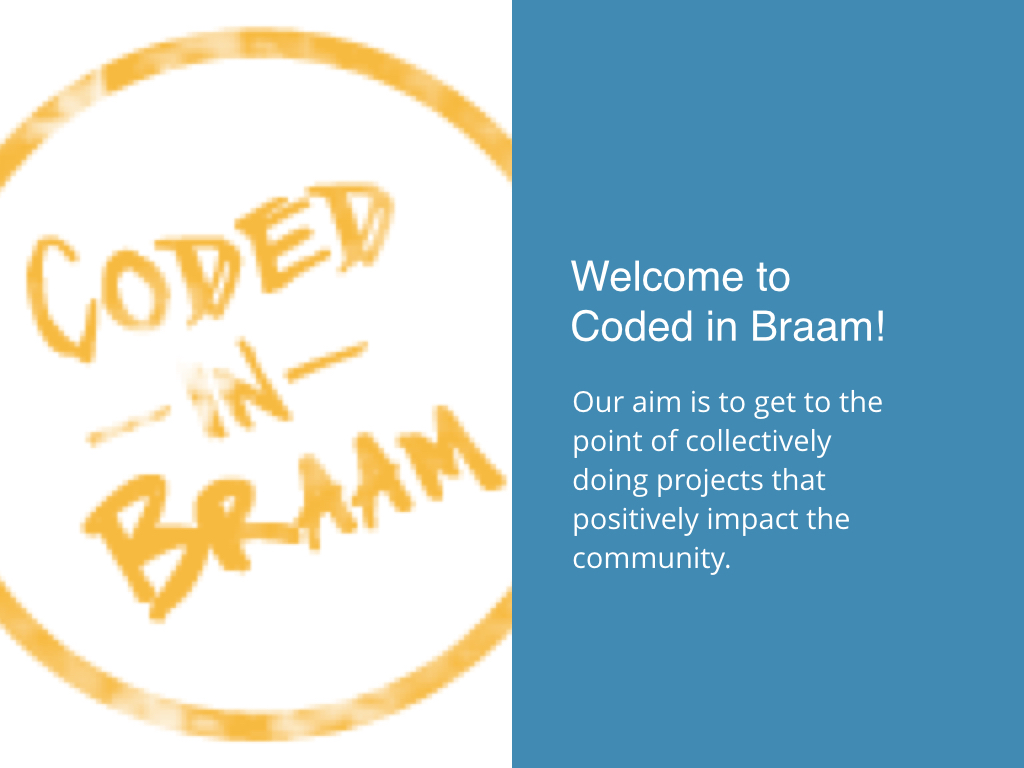 CODED
IN
BRAAM
Welcome to
Coded in Braam!
Our aim is to get to the
point of collectively
doing projects that
positively impact the
community.